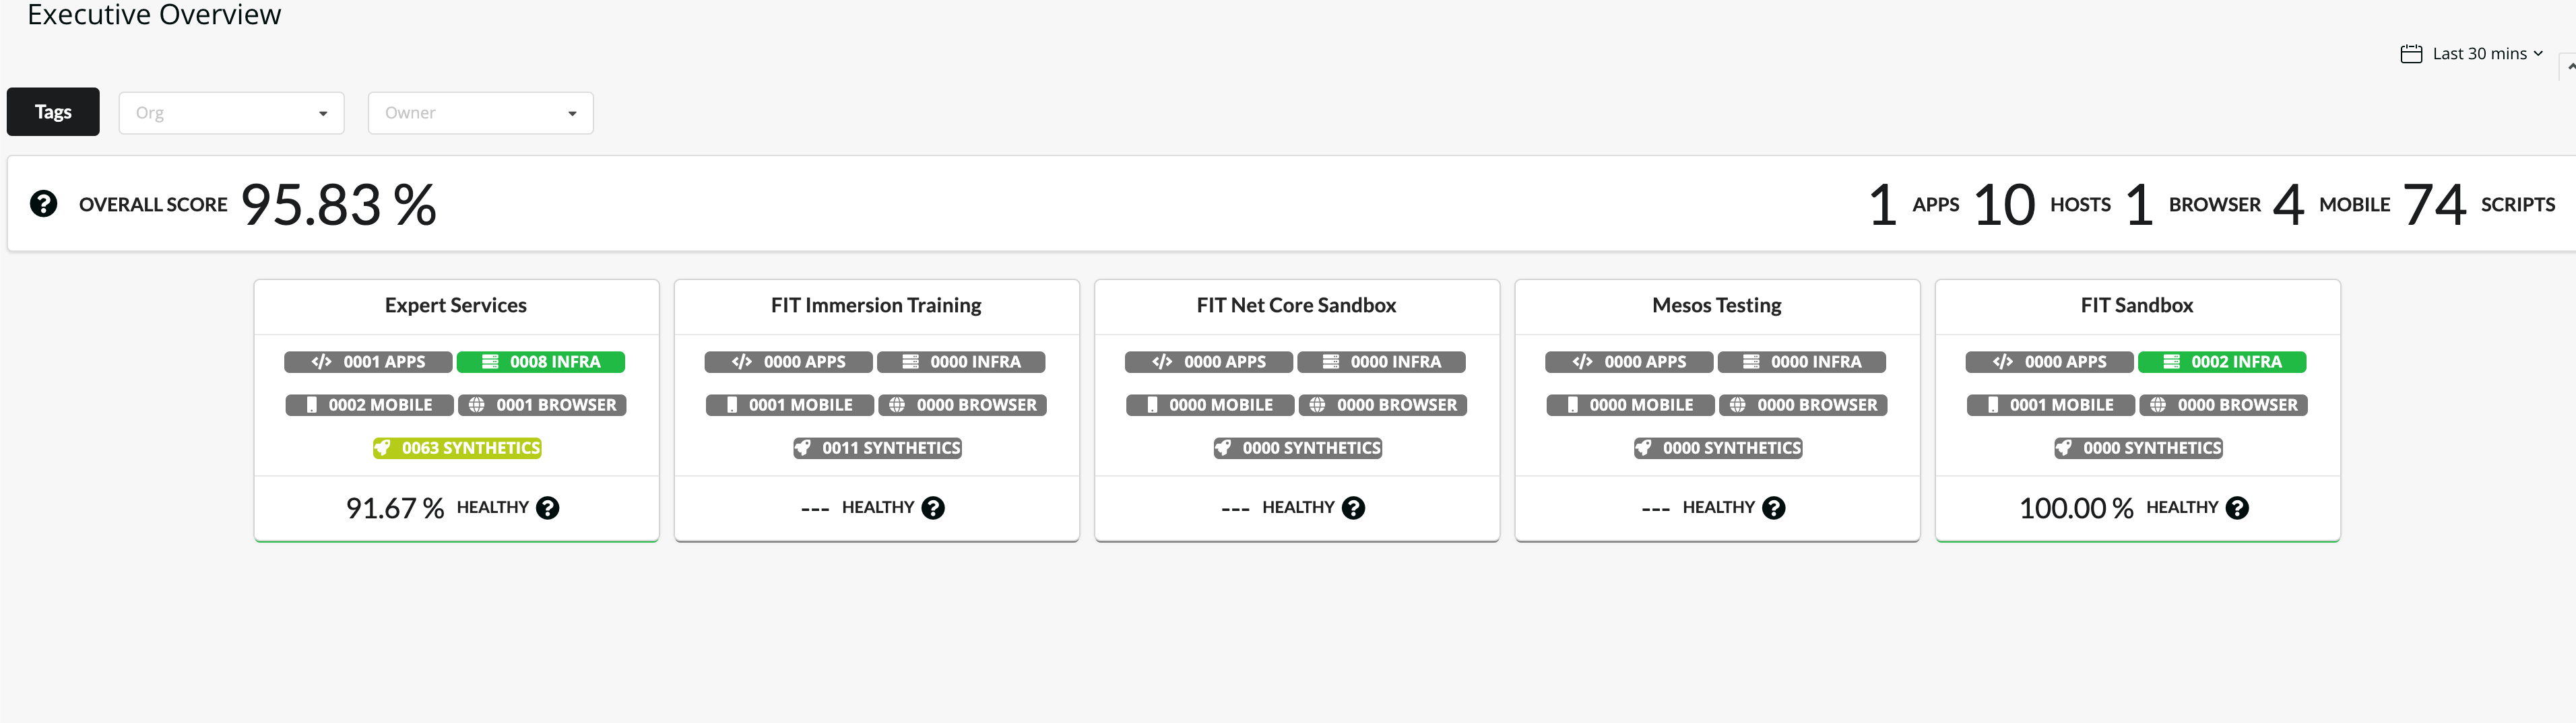 Executive Overview
Last 30 mins
Tags Org Owner
OVERALL SCORE 95.83 % 1 APPS 10 HOSTS 1 BROWSER 4 MOBILE 74 SCRIPTS
Expert Services
</> 0001 APPS 0008 INFRA
0002 MOBILE 0001 BROWSER
0063 SYNTHETICS
91.67 % HEALTHY ?
FIT Immersion Training
</> 0000 APPS 0000 INFRA
0001 MOBILE 0000 BROWSER
0011 SYNTHETICS
--- HEALTHY ?
FIT Net Core Sandbox
</> 0000 APPS 0000 INFRA
0000 MOBILE 0000 BROWSER
0000 SYNTHETICS
--- HEALTHY ?
Mesos Testing
</> 0000 APPS 0000 INFRA
0000 MOBILE 0000 BROWSER
0000 SYNTHETICS
--- HEALTHY ?
FIT Sandbox
</> 0000 APPS 0002 INFRA
0001 MOBILE 0000 BROWSER
0000 SYNTHETICS
100.00 % HEALTHY ?